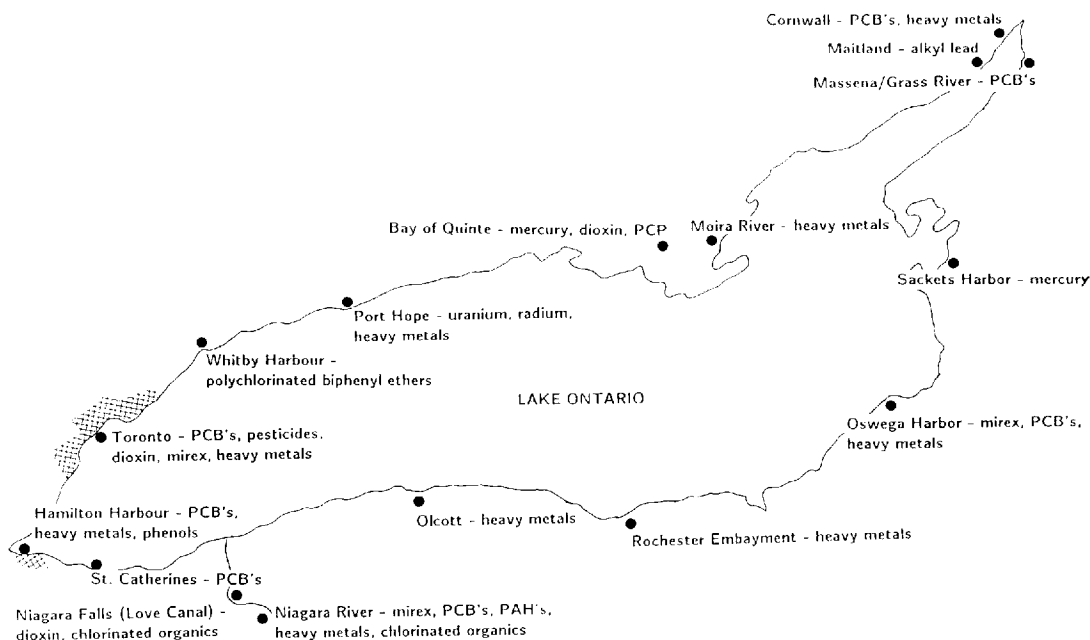 Cornwall - PCB's, heavy metals
Maitland - alkyl lead
Massena/Grass River - PCB's
Bay of Quinte - mercury, dioxin, PCP
Moira River - heavy metals
Sackets Harbor - mercury
Port Hope - uranium, radium,
heavy metals
Whitby Harbour -
polychlorinated biphenyl ethers
LAKE ONTARIO
Oswega Harbor - mirex, PCB's,
heavy metals
Toronto - PCB's, pesticides,
dioxin, mirex, heavy metals
Hamilton Harbour - PCB's,
heavy metals, phenols
Olcott - heavy metals
Rochester Embayment - heavy metals
St. Catherines - PCB's
Niagara Falls (Love Canal) -
dioxin, chlorinated organics
Niagara River - mirex, PCB's, PAH's,
heavy metals, chlorinated organics